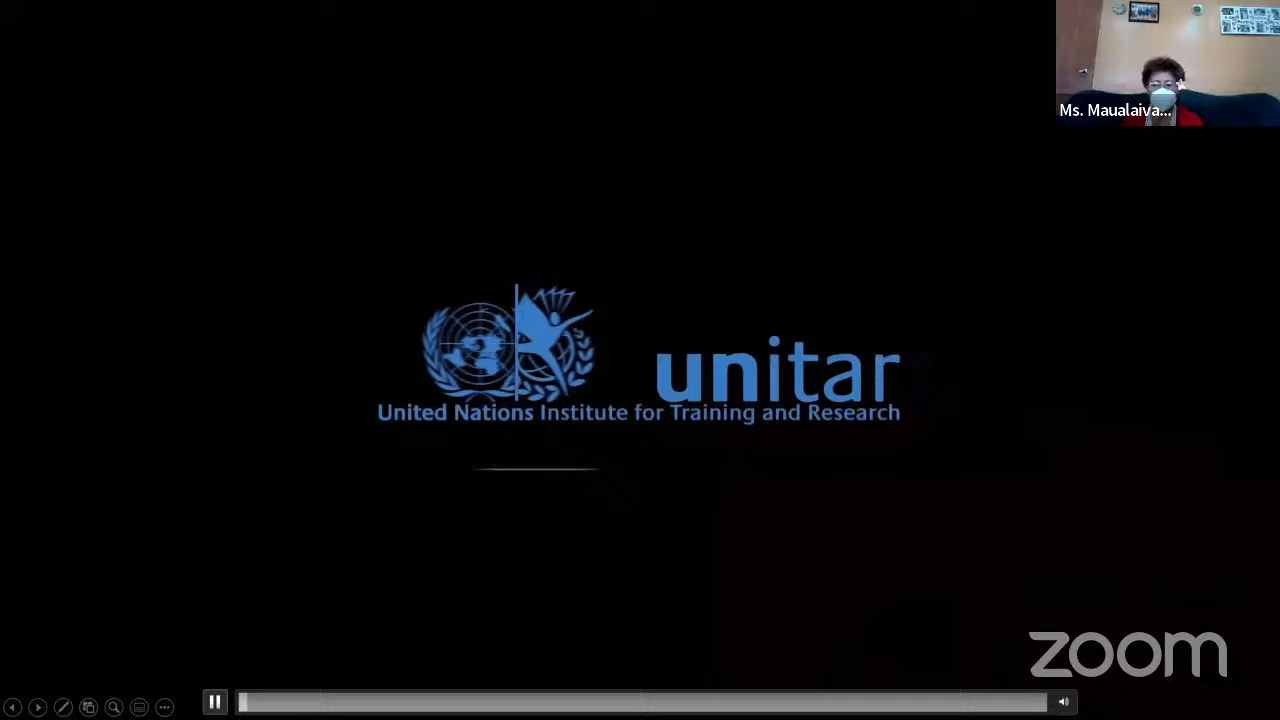 Ms. Maualaiva...
unitar
United Nations Institute for Training and Research
zoom